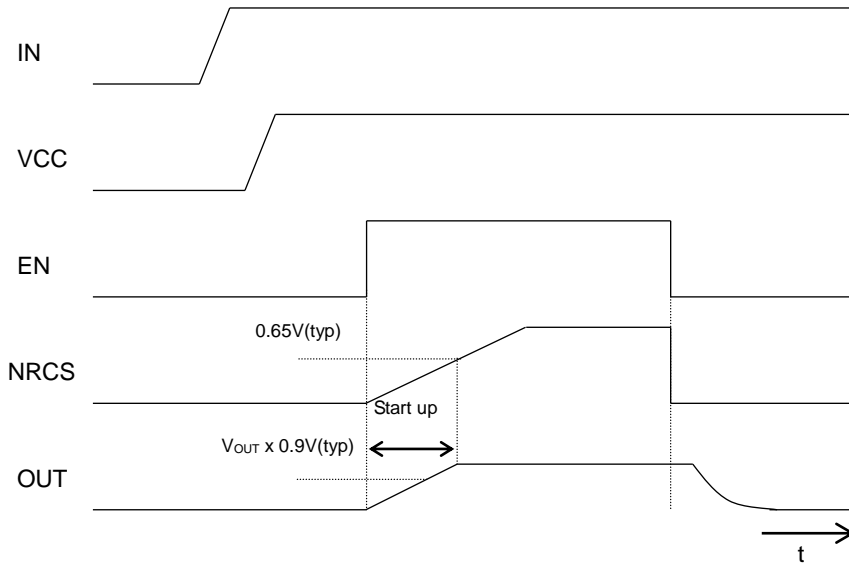 IN
VCC
EN
0.65V(typ)
NRCS
Start up
VOUT x 0.9V(typ)
OUT
t